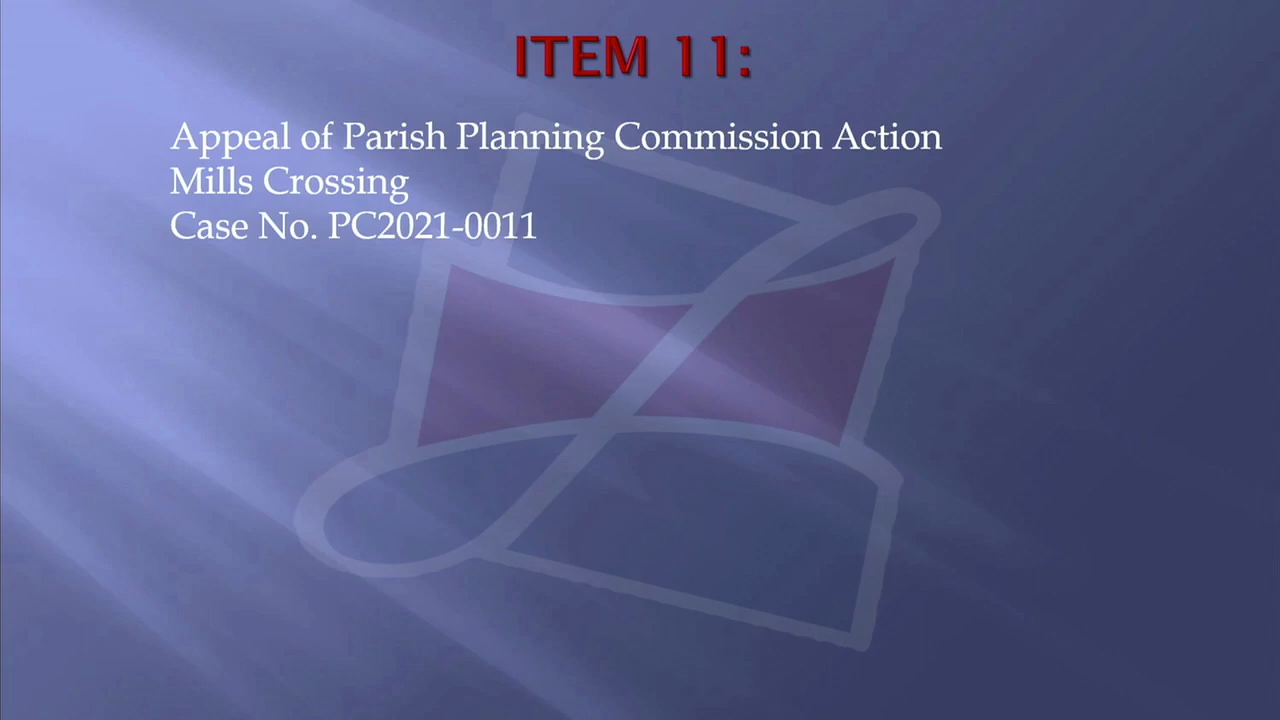 ITEM 11:
Appeal of Parish Planning Commission Action
Mills Crossing
Case No. PC2021-0011